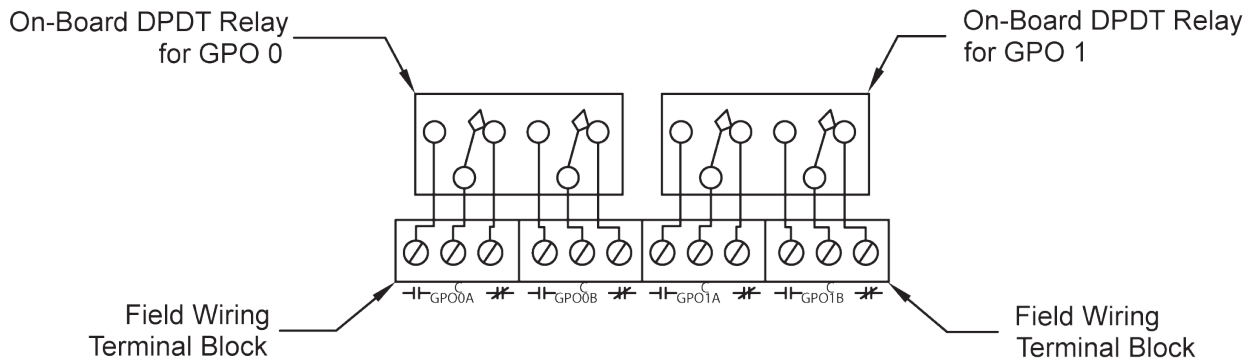 On-Board DPDT Relay
for GPO 0
On-Board DPDT Relay
for GPO 1
C
GPO0A
C
GPO0B
C
GPO1A
C
GPO1B
Field Wiring
Terminal Block
Field Wiring
Terminal Block